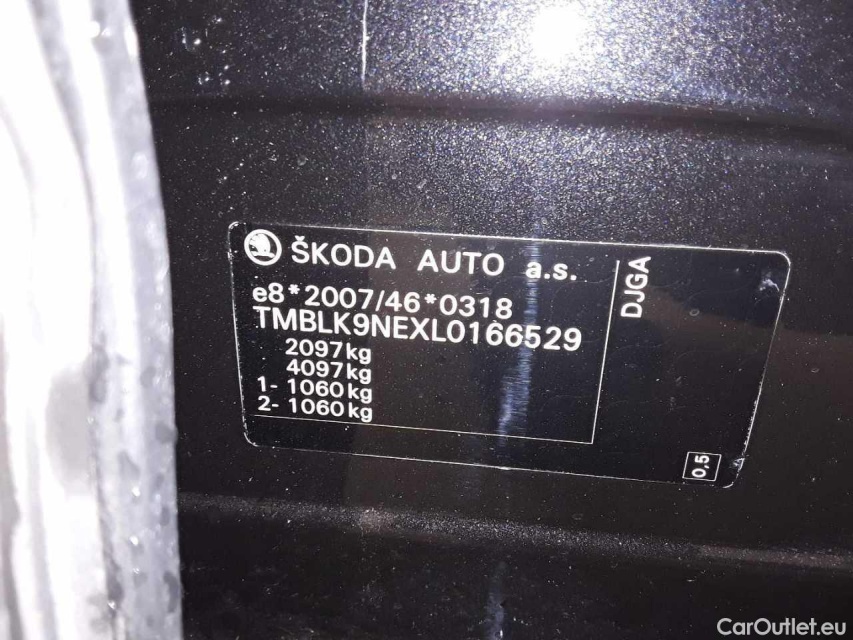 ŠKODA AUTO a.s.
e8*2007/46*0318
TMBLK9NEXL0166529
2097kg
4097kg
1- 1060kg
2- 1060kg
DJGA
0,5
CarOutlet.eu